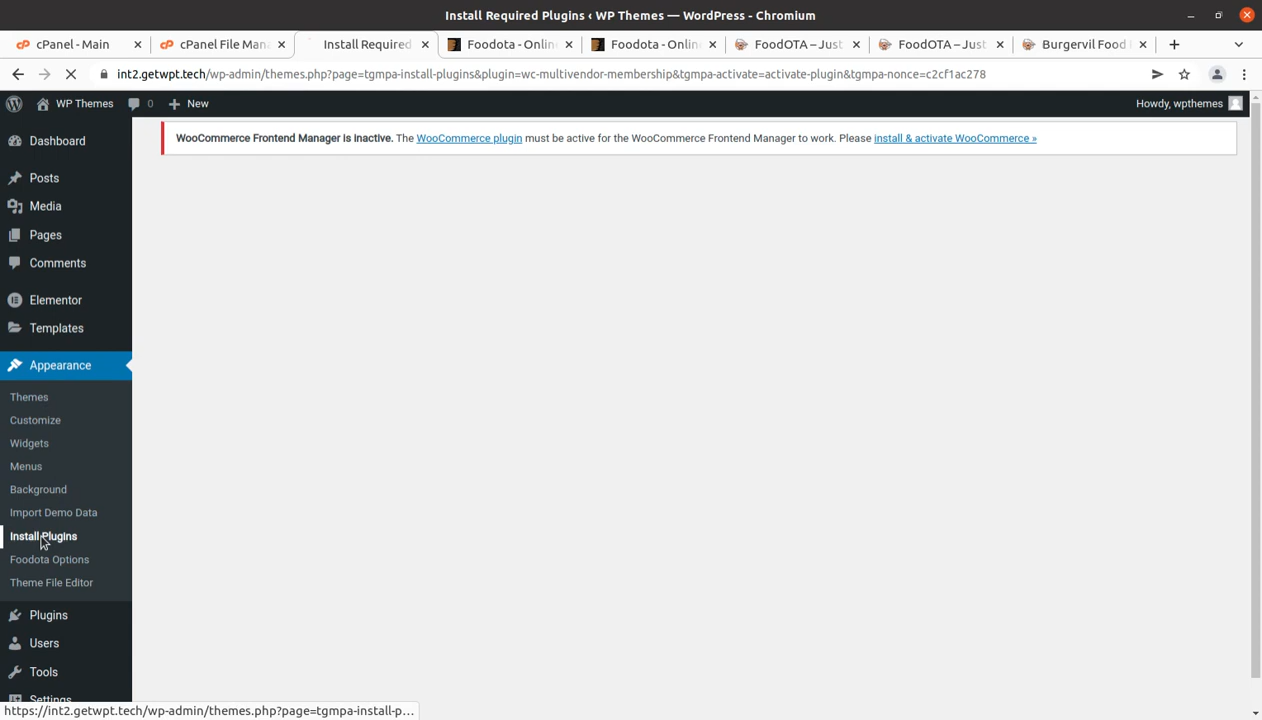 Install Required Plugins ‹ WP Themes — WordPress - Chromium
cPanel - Main
cPanel File Man
Install Required
Foodota - Onlin
Foodota - Onlin
FoodOTA – Just
FoodOTA – Just
Burgervil Food
int2.getwpt.tech/wp-admin/themes.php?page=tgmpa-install-plugins&plugin=wc-multivendor-membership&tgmpa-activate=activate-plugin&tgmpa-nonce=c2cf1ac278
WP Themes
0
New
Howdy, wpthemes
WooCommerce Frontend Manager is inactive. The WooCommerce plugin must be active for the WooCommerce Frontend Manager to work. Please install & activate WooCommerce »
Dashboard
Posts
Media
Pages
Comments
Elementor
Templates
Appearance
Themes
Customize
Widgets
Menus
Background
Import Demo Data
Install Plugins
Foodota Options
Theme File Editor
Plugins
Users
Tools
Settings
https://int2.getwpt.tech/wp-admin/themes.php?page=tgmpa-install-p...